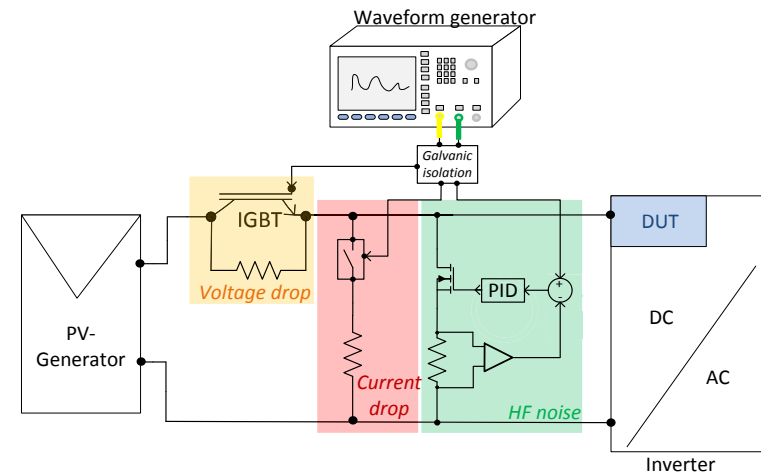 Waveform generator
Galvanic
isolation
IGBT
Voltage drop
PV-
Generator
Current
drop
PID
+
-
HF noise
DUT
DC
AC
Inverter